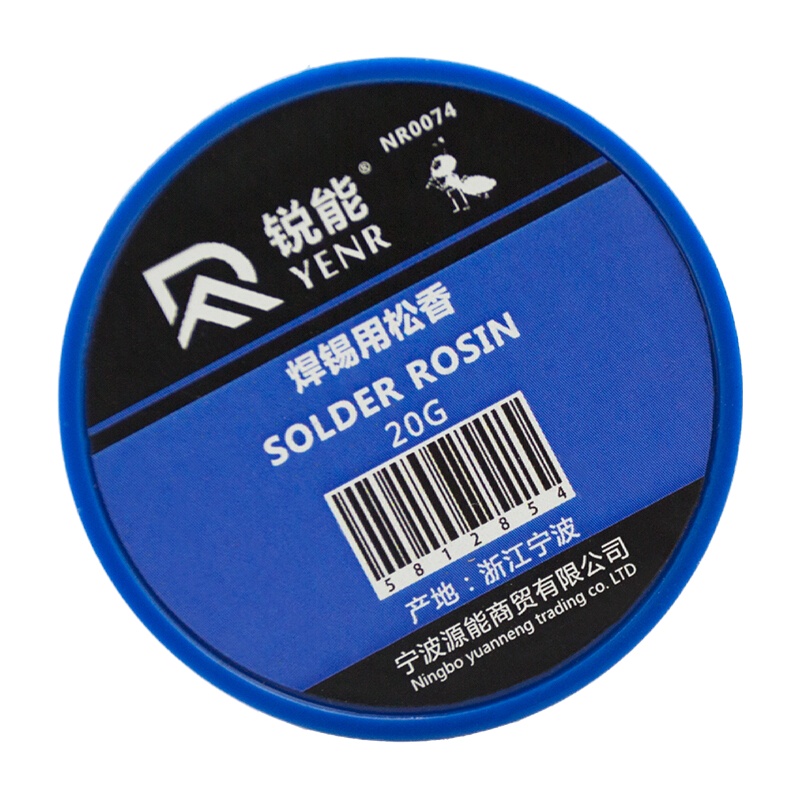 NR0074
锐能®
YENR
焊锡用松香
SOLDER ROSIN
20G
5812854
产地：浙江宁波
宁波源能商贸有限公司
Ningbo yuanneng trading co. LTD